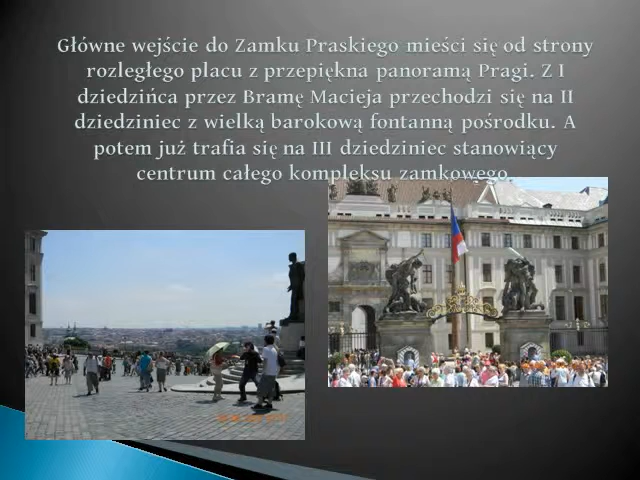 Główne wejście do Zamku Praskiego mieści się od strony
rozległego placu z przepiękna panoramą Pragi. Z I
dziedzińca przez Bramę Macieja przechodzi się na II
dziedziniec z wielką barokową fontanną pośrodku. A
potem już trafia się na III dziedziniec stanowiący
centrum całego kompleksu zamkowego.